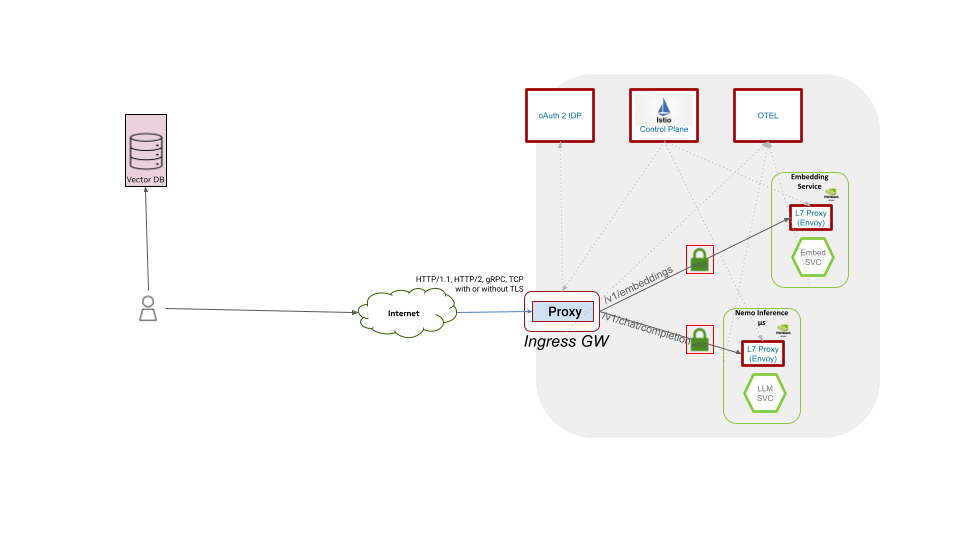 oAuth 2 IDP
Istio
Control Plane
OTEL
Vector DB
Embedding
Service
L7 Proxy
(Envoy)
Embed
SVC
HTTP/1.1, HTTP/2, gRPC, TCP
with or without TLS
Internet
Proxy
Ingress GW
/v1/embeddings
/v1/chat/completion
Nemo Inference
µs
L7 Proxy
(Envoy)
LLM
SVC